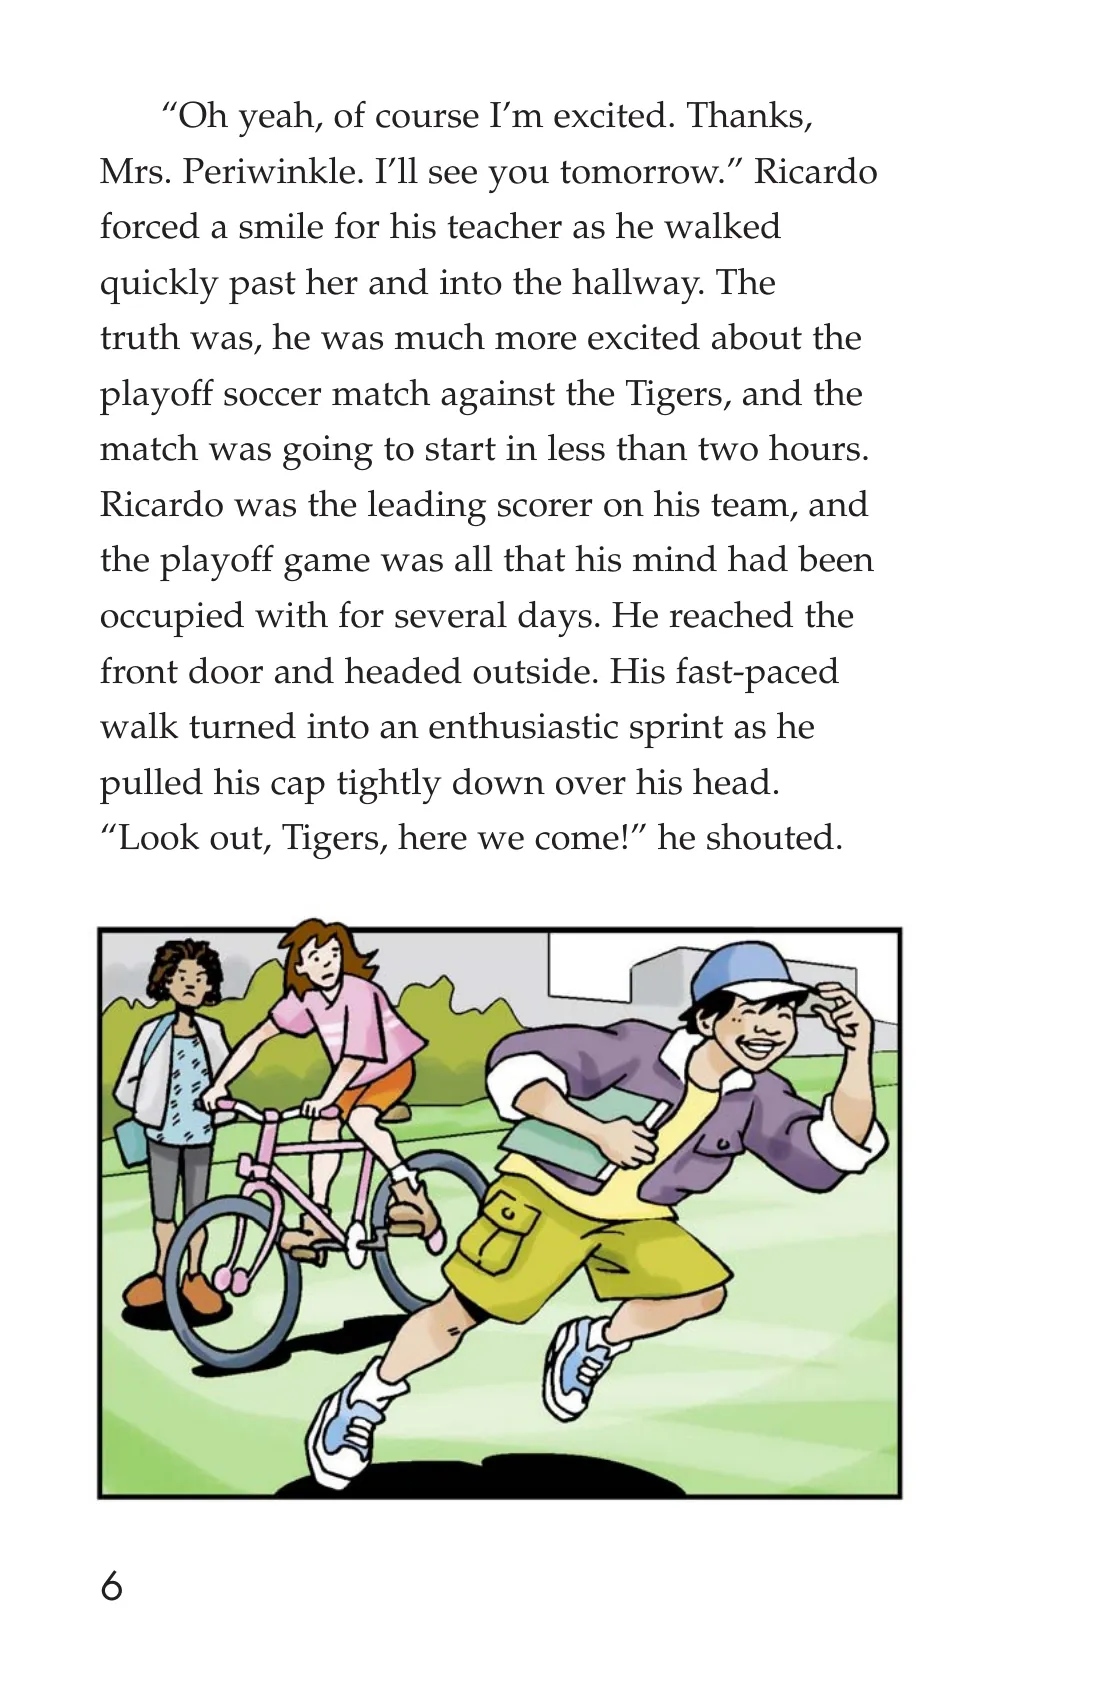 “Oh yeah, of course I’m excited. Thanks,
Mrs. Periwinkle. I’ll see you tomorrow.” Ricardo
forced a smile for his teacher as he walked
quickly past her and into the hallway. The
truth was, he was much more excited about the
playoff soccer match against the Tigers, and the
match was going to start in less than two hours.
Ricardo was the leading scorer on his team, and
the playoff game was all that his mind had been
occupied with for several days. He reached the
front door and headed outside. His fast-paced
walk turned into an enthusiastic sprint as he
pulled his cap tightly down over his head.
“Look out, Tigers, here we come!” he shouted.
6